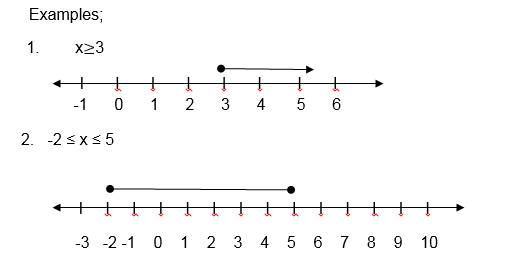 Examples;
1. x≥3
-1 0 1 2 3 4 5 6
2. -2 ≤ x ≤ 5
-3 -2 -1 0 1 2 3 4 5 6 7 8 9 10